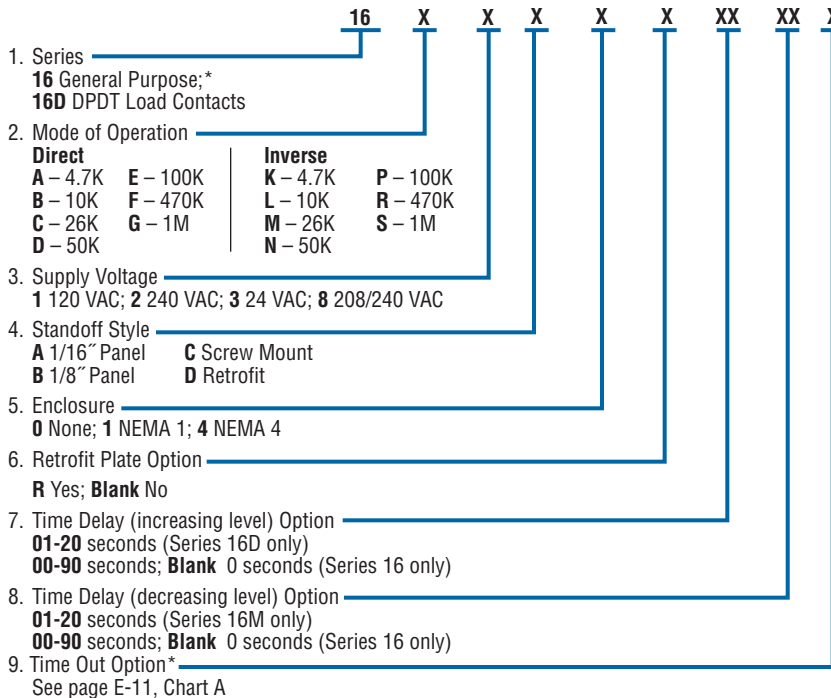 16 X X X X X XX XX X
1. Series
16 General Purpose;*
16D DPDT Load Contacts
2. Mode of Operation
Direct Inverse
A – 4.7K E – 100K K – 4.7K P – 100K
B – 10K F – 470K L – 10K R – 470K
C – 26K G – 1M M – 26K S – 1M
D – 50K N – 50K
3. Supply Voltage
1 120 VAC; 2 240 VAC; 3 24 VAC; 8 208/240 VAC
4. Standoff Style
A 1/16˝ Panel C Screw Mount
B 1/8˝ Panel D Retrofit
5. Enclosure
0 None; 1 NEMA 1; 4 NEMA 4
6. Retrofit Plate Option
R Yes; Blank No
7. Time Delay (increasing level) Option
01-20 seconds (Series 16D only)
00-90 seconds; Blank 0 seconds (Series 16 only)
8. Time Delay (decreasing level) Option
01-20 seconds (Series 16M only)
00-90 seconds; Blank 0 seconds (Series 16 only)
9. Time Out Option*
See page E-11, Chart A